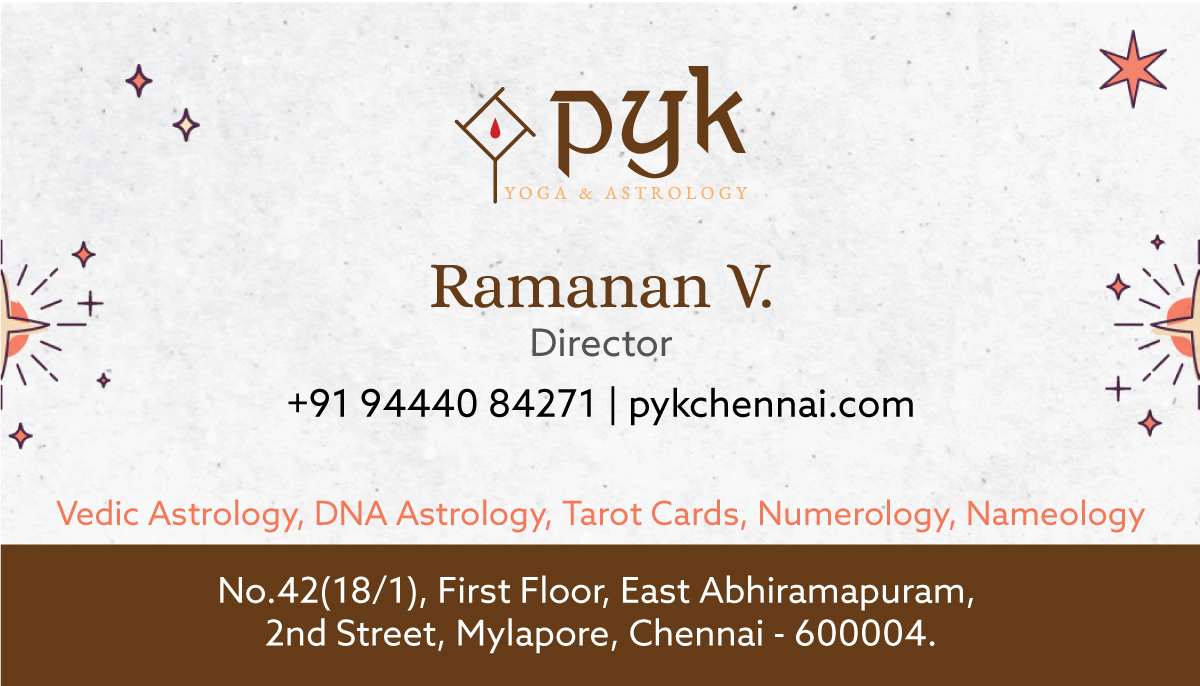 pyk
YOGA & ASTROLOGY
Ramanan V.
Director
+91 94440 84271 | pykchennai.com
Vedic Astrology, DNA Astrology, Tarot Cards, Numerology, Nameology
No.42(18/1), First Floor, East Abhiramapuram,
2nd Street, Mylapore, Chennai - 600004.